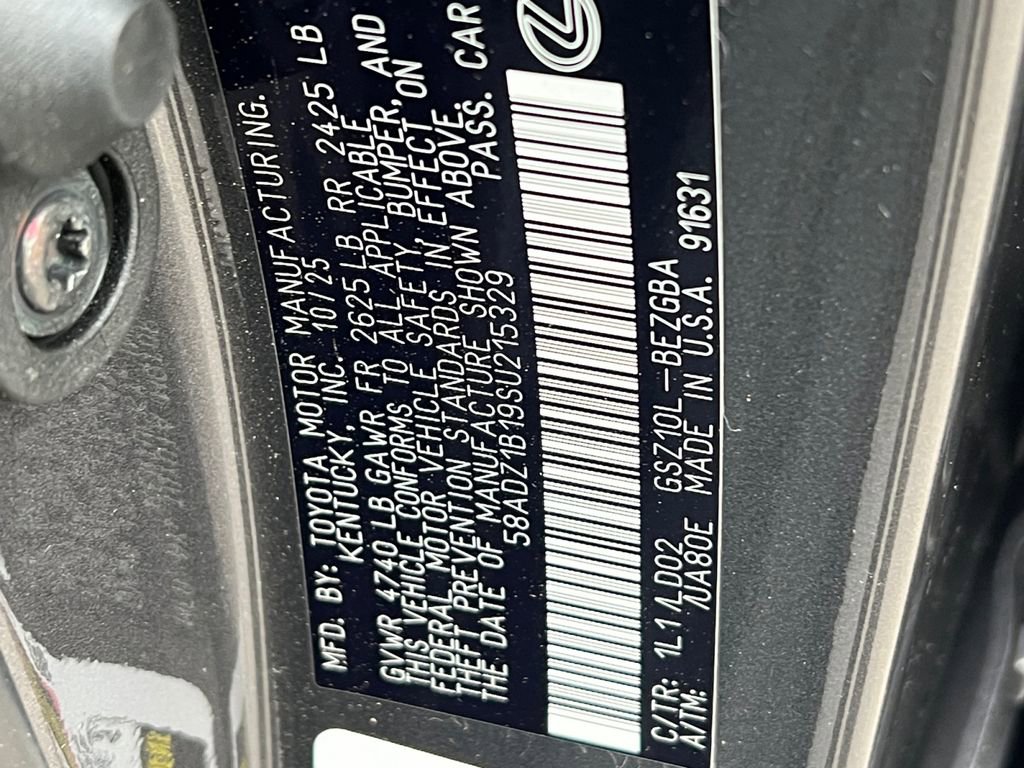 MFD. BY: TOYOTA MOTOR MANUFACTURING.
KENTUCKY, INC. 10/25
GVWR 4740 LB GAWR FR 2625 LB RR 2425 LB
THIS VEHICLE CONFORMS TO ALL APPLICABLE
FEDERAL MOTOR VEHICLE SAFETY, BUMPER, AND
THEFT PREVENTION STANDARDS IN EFFECT ON
THE DATE OF MANUFACTURE SHOWN ABOVE.
58ADZ1B19SU215329 PASS. CAR
C/TR: 1L1 /LD02 GSZ10L-BEZGBA
A/TM: -/UA80E MADE IN U.S.A. 91631